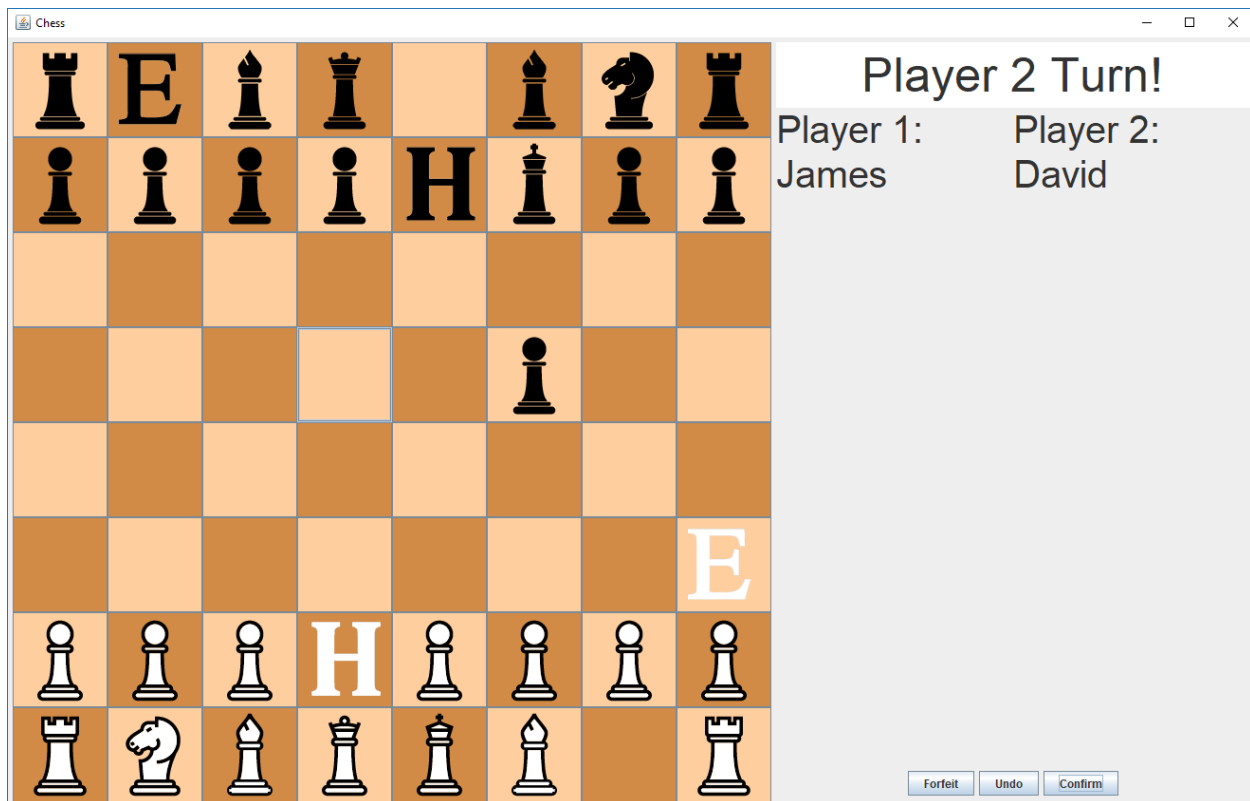 Chess
E
H
E
H
Player 2 Turn!
Player 1: Player 2:
James David
Forfeit Undo Confirm